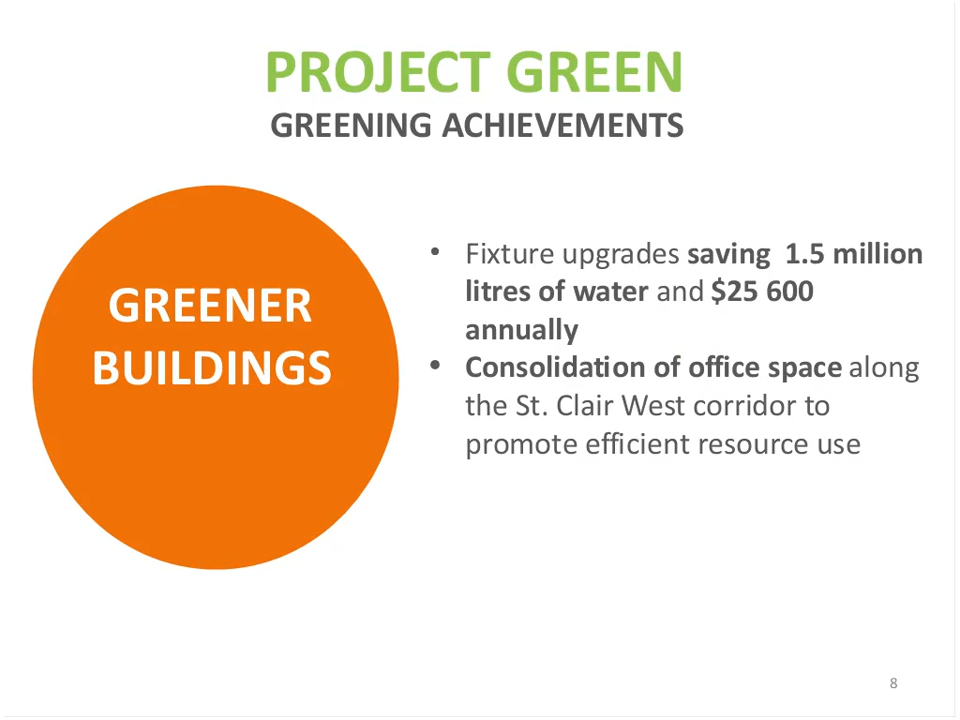 PROJECT GREEN
GREENING ACHIEVEMENTS
GREENER
BUILDINGS
• Fixture upgrades saving  1.5 million
litres of water and $25 600
annually
• Consolidation of office space along
the St. Clair West corridor to
promote efficient resource use
8